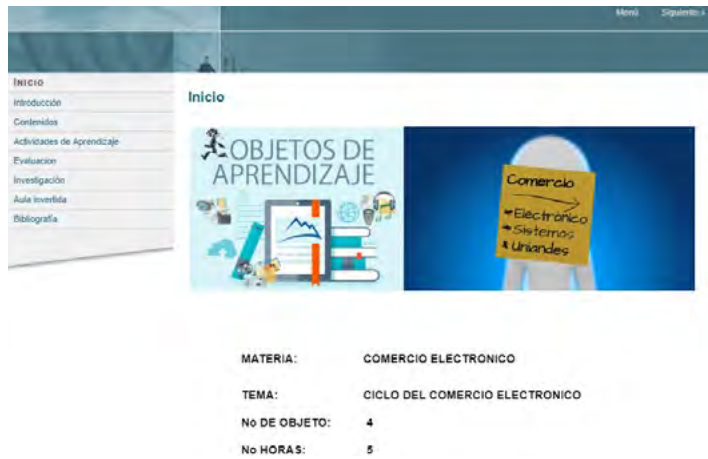 Menú Siguiente »
INICIO
Introducción
Contenidos
Actividades de Aprendizaje
Evaluacion
Investigación
Aula Invertida
Bibliografía
Inicio
OBJETOS DE
APRENDIZAJE
Comercio
Electrónico
Sistemas
Uniandes
MATERIA: COMERCIO ELECTRONICO
TEMA: CICLO DEL COMERCIO ELECTRONICO
No DE OBJETO: 4
No HORAS: 5